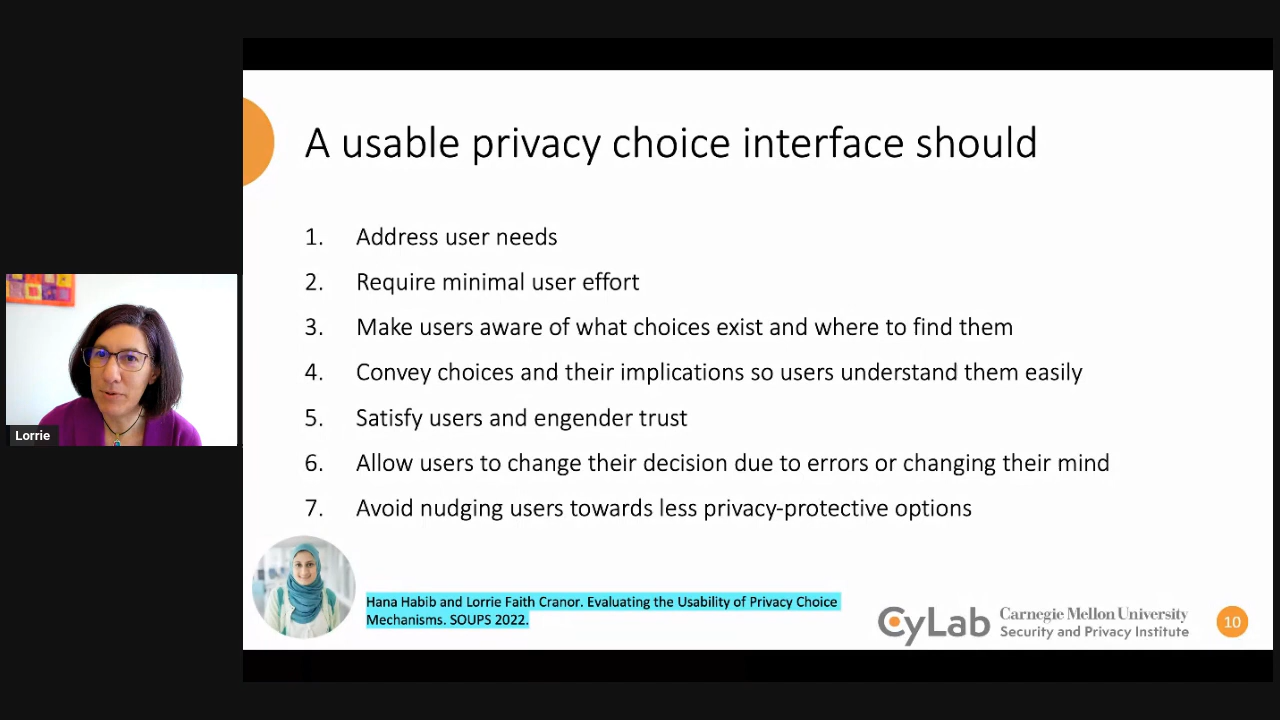 A usable privacy choice interface should
1. Address user needs
2. Require minimal user effort
3. Make users aware of what choices exist and where to find them
4. Convey choices and their implications so users understand them easily
5. Satisfy users and engender trust
6. Allow users to change their decision due to errors or changing their mind
7. Avoid nudging users towards less privacy-protective options
Lorrie
Hana Habib and Lorrie Faith Cranor. Evaluating the Usability of Privacy Choice
Mechanisms. SOUPS 2022.
CyLab
Carnegie Mellon University
Security and Privacy Institute
10